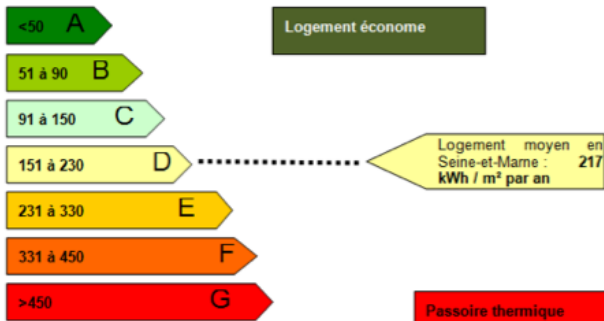 <50 A
Logement économe
51 à 90 B
91 à 150 C
151 à 230 D
Logement moyen en
Seine-et-Marne : 217
kWh / m² par an
231 à 330 E
331 à 450 F
>450 G
Passoire thermique